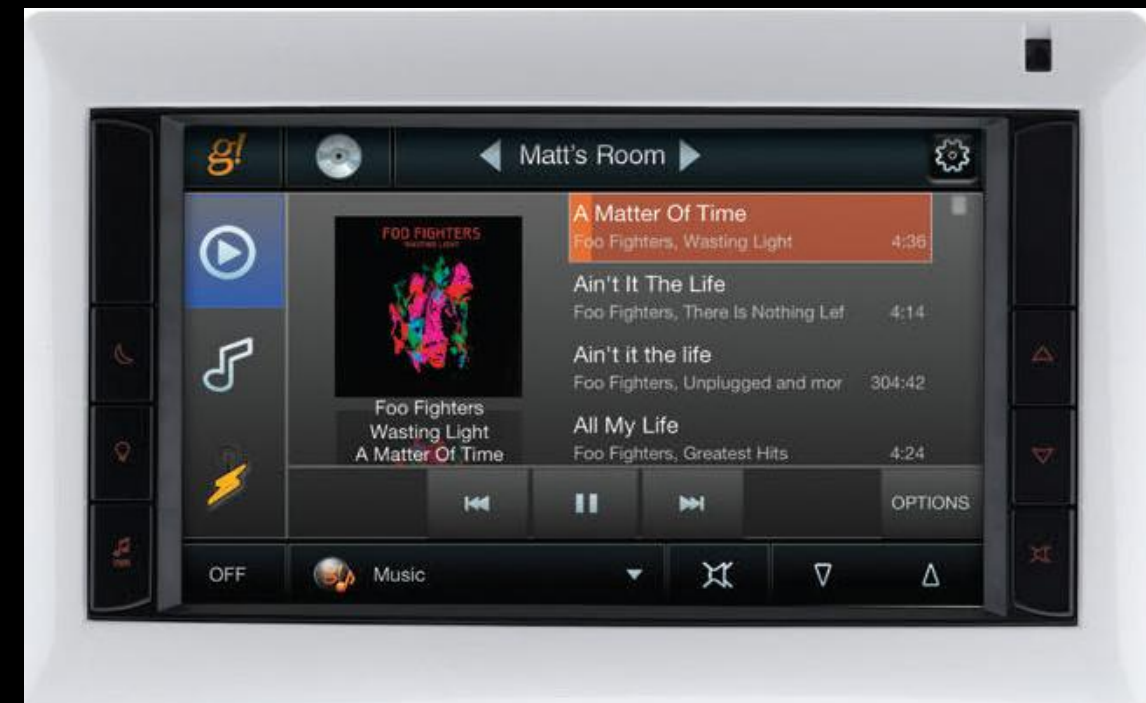 g!
Matt's Room
FOO FIGHTERS
WASTING LIGHT
Foo Fighters
Wasting Light
A Matter Of Time
A Matter Of Time
Foo Fighters, Wasting Light 4:36
Ain't It The Life
Foo Fighters, There Is Nothing Lef 4:14
Ain't it the life
Foo Fighters, Unplugged and mor 304:42
All My Life
Foo Fighters, Greatest Hits 4:24
OPTIONS
OFF
g!
Music